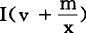 I(v + m/x)